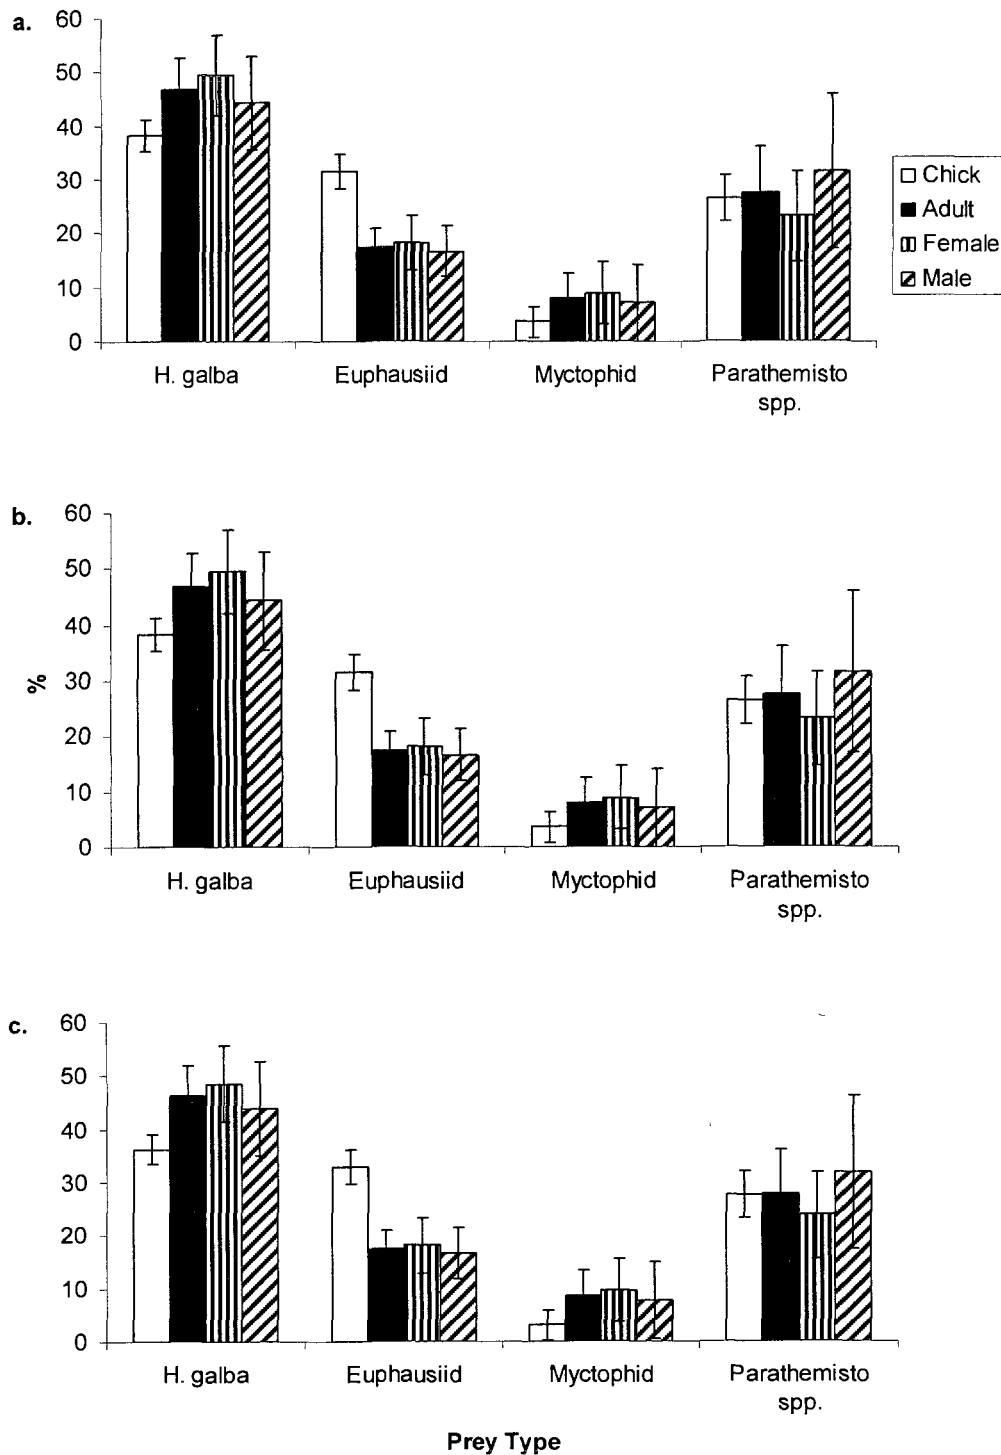 a.
60
50
40
30
20
10
0
H. galba Euphausiid Myctophid Parathemisto
spp.
Chick
Adult
Female
Male
b.
60
50
40
30
20
10
0
%
H. galba Euphausiid Myctophid Parathemisto
spp.
c.
60
50
40
30
20
10
0
H. galba Euphausiid Myctophid Parathemisto
spp.
Prey Type